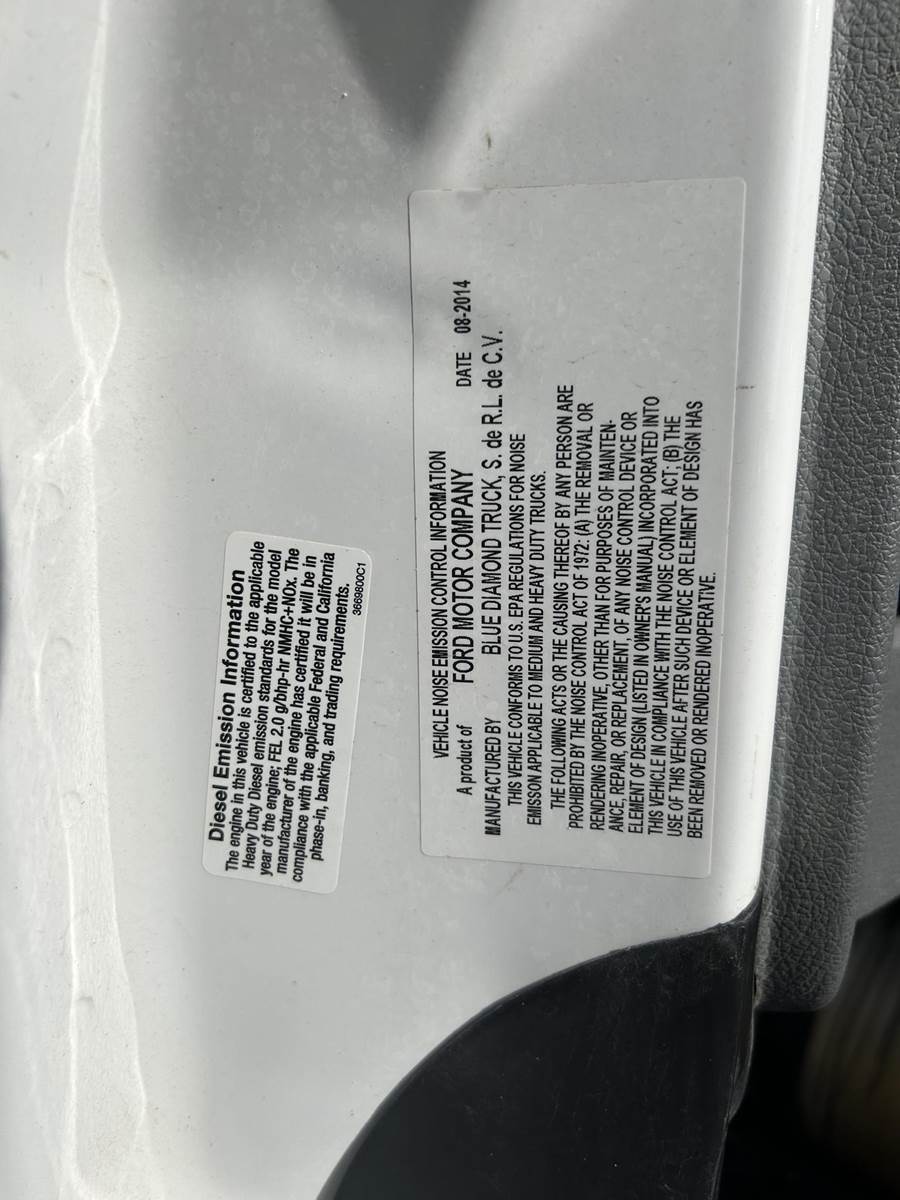 Diesel Emission Information
The engine in this vehicle is certified to the applicable
Heavy Duty Diesel emission standards for the model
year of the engine; FEL 2.0 g/bhp-hr NMHC+NOx. The
manufacturer of the engine has certified it will be in
compliance with the applicable Federal and California
phase-in, banking, and trading requirements.
3669800C1
VEHICLE NOISE EMISSION CONTROL INFORMATION
A product of FORD MOTOR COMPANY DATE 08-2014
MANUFACTURED BY BLUE DIAMOND TRUCK, S. de R.L. de C.V.
THIS VEHICLE CONFORMS TO U.S. EPA REGULATIONS FOR NOISE
EMISSON APPLICABLE TO MEDIUM AND HEAVY DUTY TRUCKS.
THE FOLLOWING ACTS OR THE CAUSING THEREOF BY ANY PERSON ARE
PROHIBITED BY THE NOISE CONTROL ACT OF 1972: (A) THE REMOVAL OR
RENDERING INOPERATIVE, OTHER THAN FOR PURPOSES OF MAINTEN-
ANCE, REPAIR, OR REPLACEMENT, OF ANY NOISE CONTROL DEVICE OR
ELEMENT OF DESIGN (LISTED IN OWNER'S MANUAL) INCORPORATED INTO
THIS VEHICLE IN COMPLIANCE WITH THE NOISE CONTROL ACT; (B) THE
USE OF THIS VEHICLE AFTER SUCH DEVICE OR ELEMENT OF DESIGN HAS
BEEN REMOVED OR RENDERED INOPERATIVE.